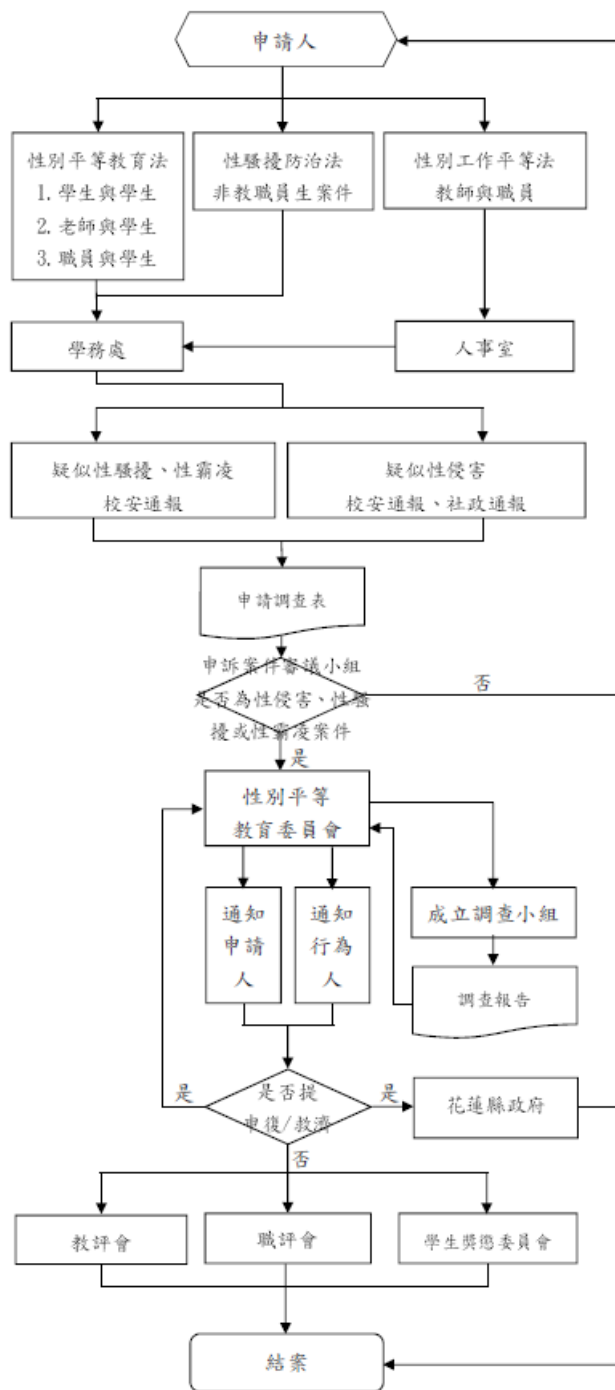 申請人
性別平等教育法
1. 學生與學生
2. 老師與學生
3. 職員與學生
性騷擾防治法
非教職員生案件
性別工作平等法
教師與職員
學務處
人事室
疑似性騷擾、性霸凌
校安通報
疑似性侵害
校安通報、社政通報
申請調查表
申訴案件審議小組
是否為性侵害、性騷
擾或性霸凌案件
否
是
性別平等
教育委員會
通知
申請
人
通知
行為
人
成立調查小組
調查報告
是
是否提
申復/救濟
是
花蓮縣政府
否
教評會
職評會
學生獎懲委員會
結案